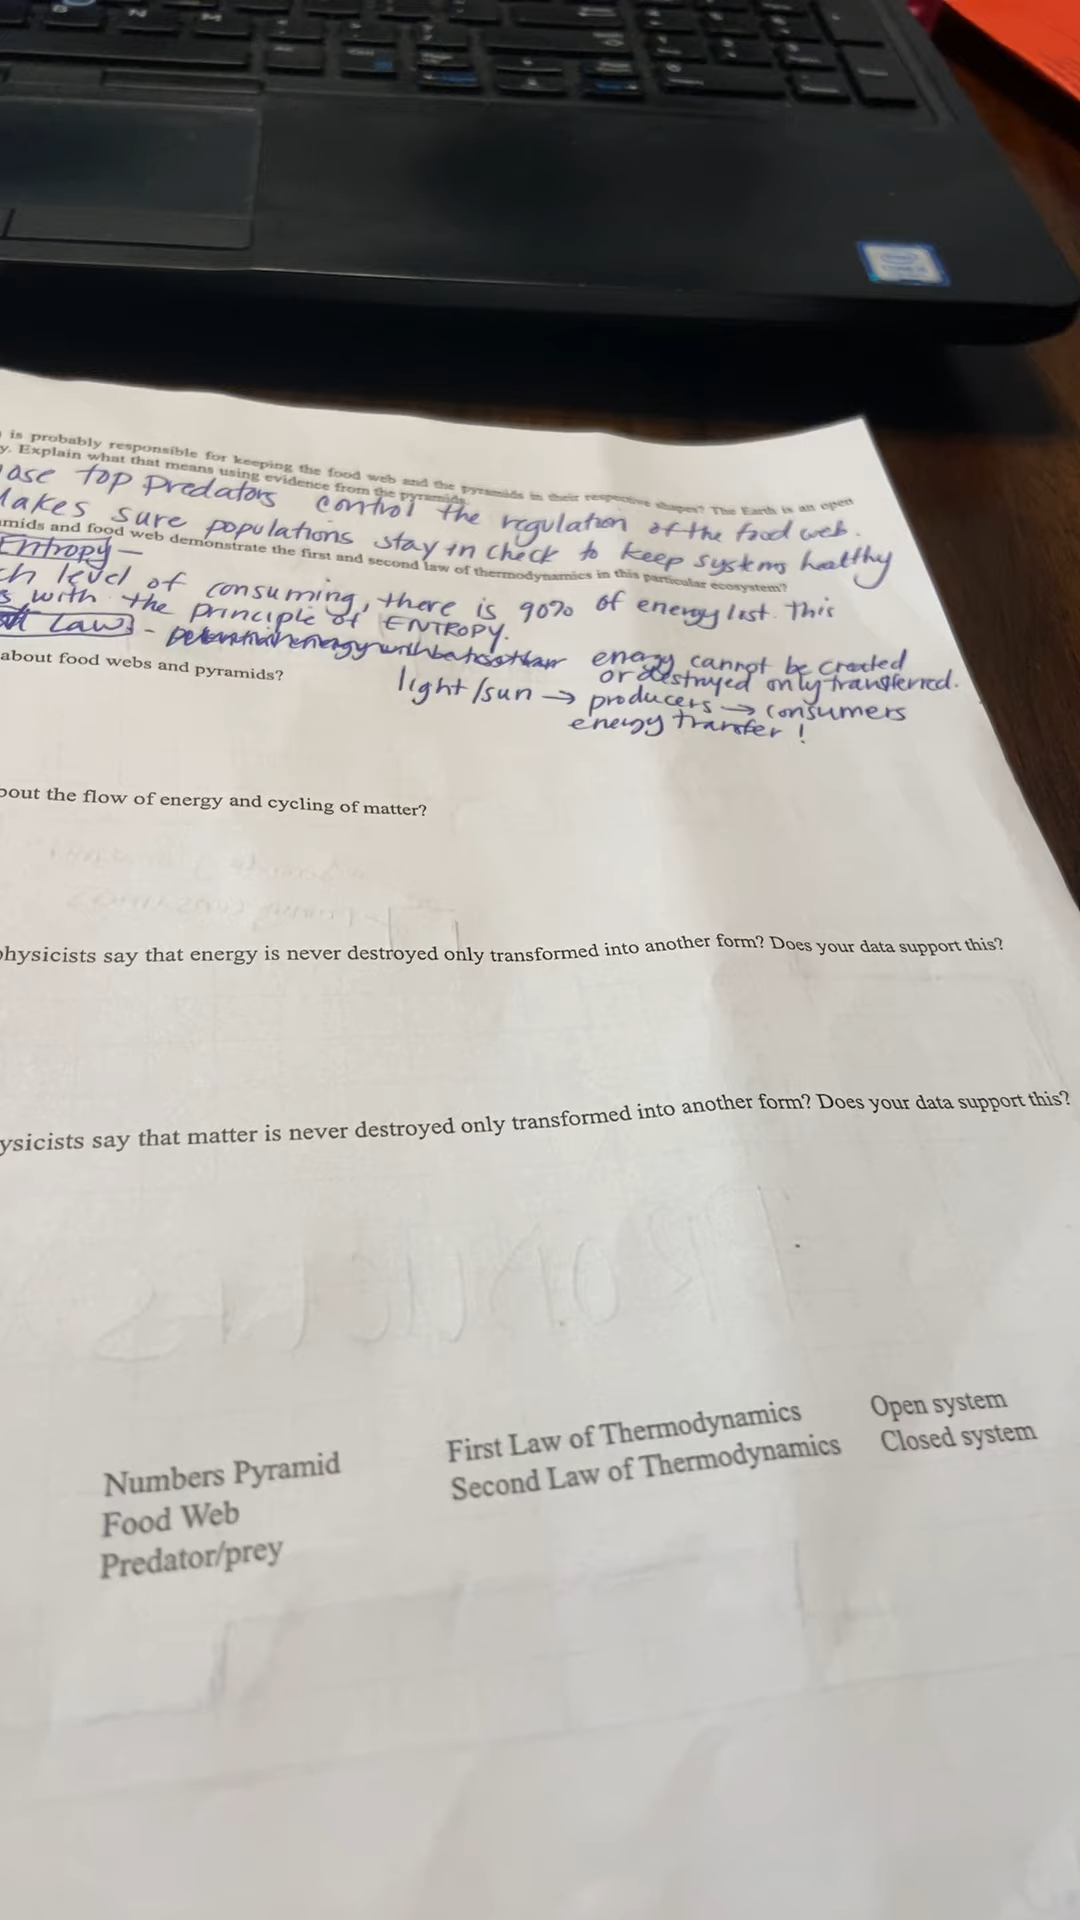 is probably responsible for keeping the food web and the pyramids in their respective shapes? The Earth is an open
y. Explain what that means using evidence from the pyramids.
ose top predators control the regulation of the food web.
Makes sure populations stay in check to keep systems healthy
mids and food web demonstrate the first and second law of thermodynamics in this particular ecosystem?
Entropy —
ch level of consuming, there is 90% of energy lost. This
s with the principle of ENTROPY.
Law -
energy cannot be created
or destroyed only transferred.
about food webs and pyramids?
light/sun → producers → consumers
energy transfer!
bout the flow of energy and cycling of matter?
physicists say that energy is never destroyed only transformed into another form? Does your data support this?
ysicists say that matter is never destroyed only transformed into another form? Does your data support this?
Numbers Pyramid
First Law of Thermodynamics
Open system
Food Web
Second Law of Thermodynamics
Closed system
Predator/prey